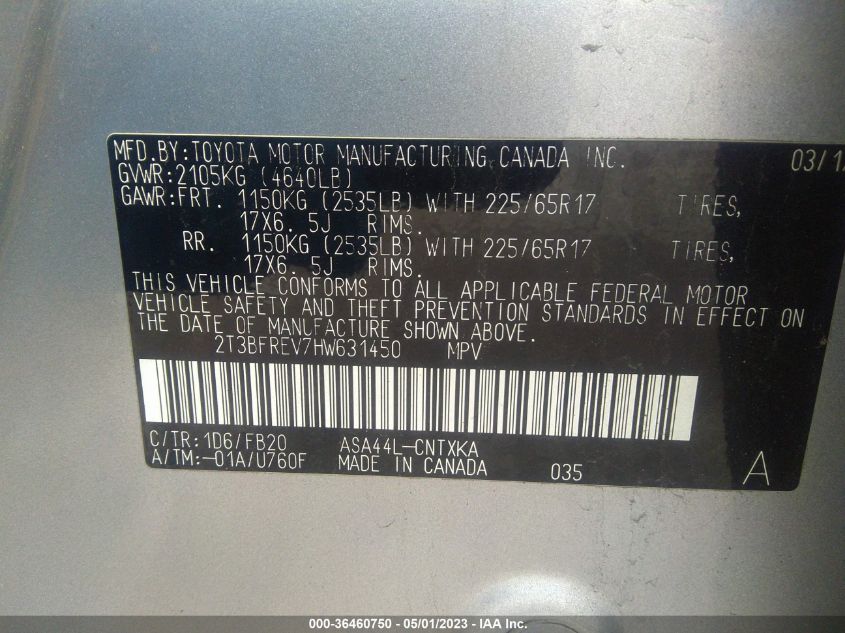 MFD.BY:TOYOTA MOTOR MANUFACTURING CANADA INC. 03/1
GVWR:2105KG (4640LB)
GAWR:FRT. 1150KG (2535LB) WITH 225/65R17 TIRES,
17X6. 5J RIMS.
RR. 1150KG (2535LB) WITH 225/65R17 TIRES,
17X6. 5J RIMS.
THIS VEHICLE CONFORMS TO ALL APPLICABLE FEDERAL MOTOR
VEHICLE SAFETY AND THEFT PREVENTION STANDARDS IN EFFECT ON
THE DATE OF MANUFACTURE SHOWN ABOVE.
2T3BFREV7HW631450 MPV
C/TR:1D6/FB20 ASA44L-CNTXKA
A/TM:-01A/U760F MADE IN CANADA 035 A
000-36460750 - 05/01/2023 - IAA Inc.